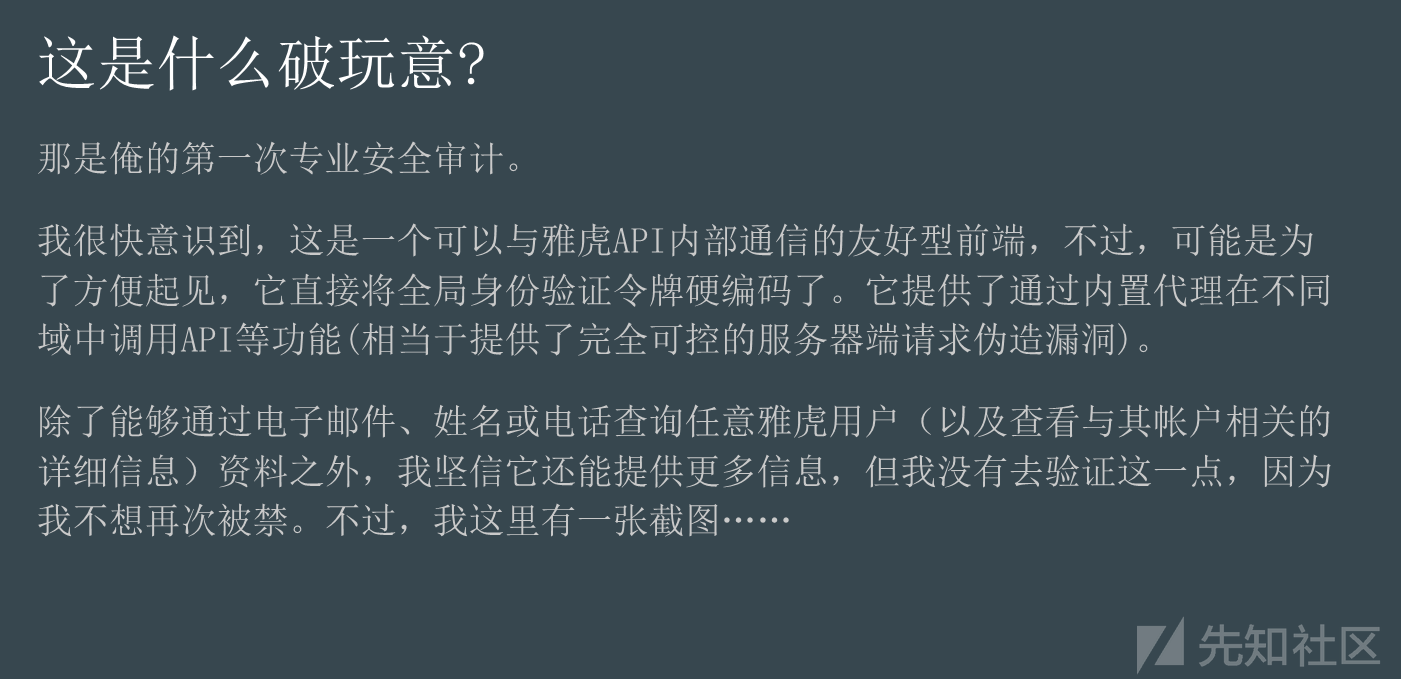 这是什么破玩意?
那是俺的第一次专业安全审计。
我很快意识到，这是一个可以与雅虎API内部通信的友好型前端，不过，可能是为
了方便起见，它直接将全局身份验证令牌硬编码了。它提供了通过内置代理在不同
域中调用API等功能(相当于提供了完全可控的服务器端请求伪造漏洞)。
除了能够通过电子邮件、姓名或电话查询任意雅虎用户（以及查看与其帐户相关的
详细信息）资料之外，我坚信它还能提供更多信息，但我没有去验证这一点，因为
我不想再次被禁。不过，我这里有一张截图……
先知社区